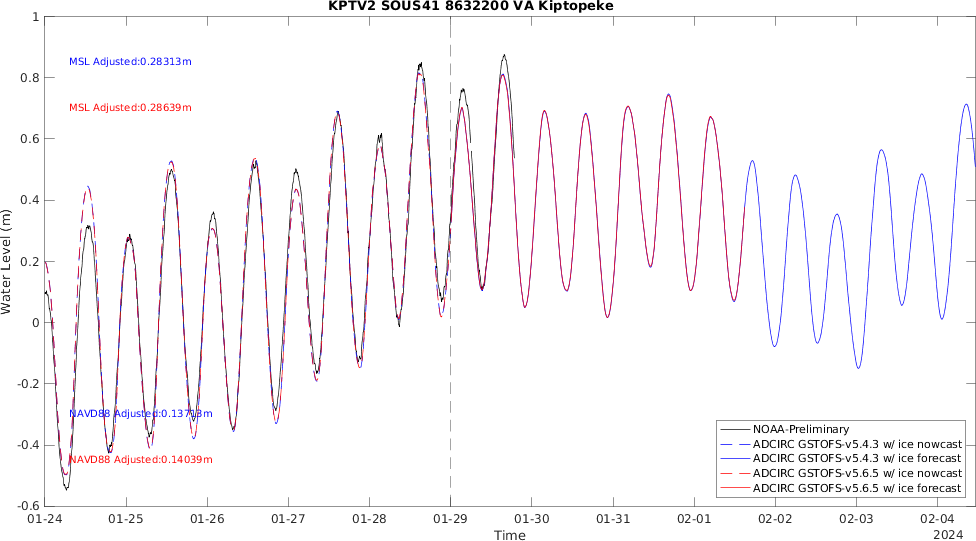 KPTV2 SOUS41 8632200 VA Kiptopeke
1
0.8
0.6
0.4
0.2
0
-0.2
-0.4
-0.6
Water Level (m)
MSL Adjusted:0.28313m
MSL Adjusted:0.28639m
NAVD88 Adjusted:0.13713m
NAVD88 Adjusted:0.14039m
NOAA-Preliminary
ADCIRC GSTOFS-v5.4.3 w/ ice nowcast
ADCIRC GSTOFS-v5.4.3 w/ ice forecast
ADCIRC GSTOFS-v5.6.5 w/ ice nowcast
ADCIRC GSTOFS-v5.6.5 w/ ice forecast
01-24 01-25 01-26 01-27 01-28 01-29 01-30 01-31 02-01 02-02 02-03 02-04
Time
2024